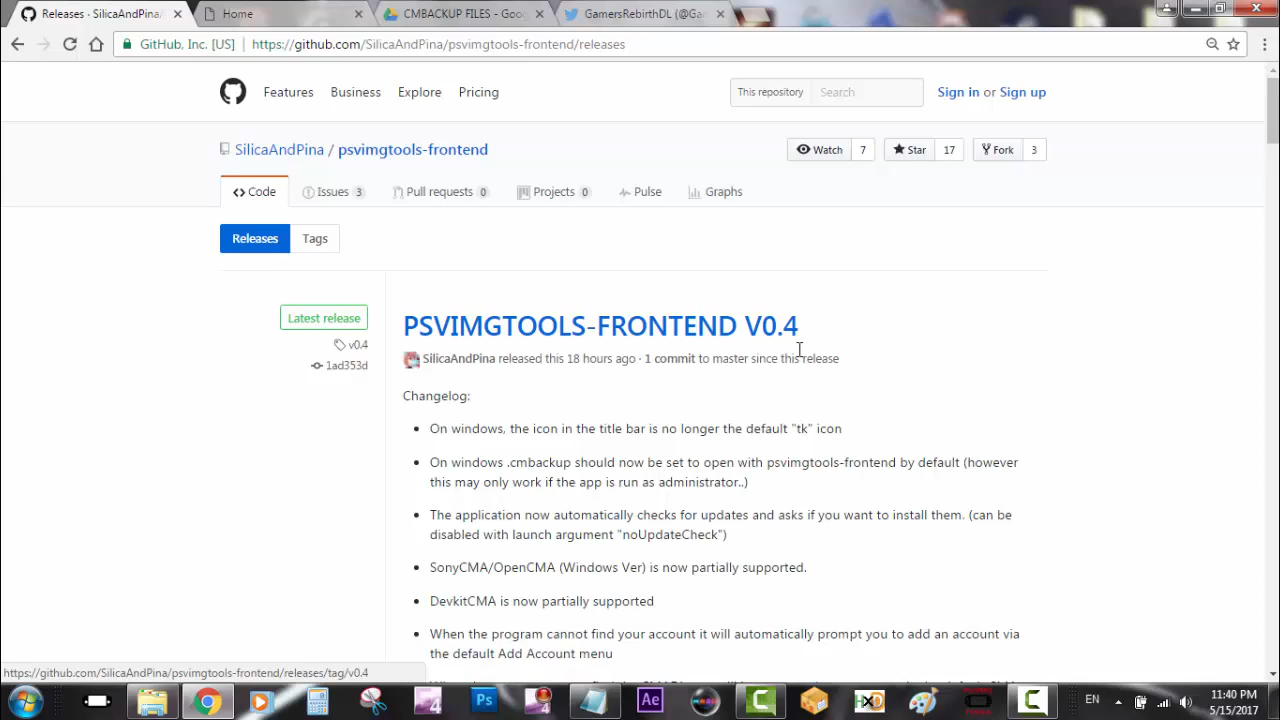 Releases · SilicaAndPina/p
Home
CMBACKUP FILES – Goo
GamersRebirthDL (@Ga
GitHub, Inc. [US]
https://github.com/SilicaAndPina/psvimgtools-frontend/releases
Features
Business
Explore
Pricing
This repository
Search
Sign in or Sign up
SilicaAndPina / psvimgtools-frontend
Watch 7
Star 17
Fork 3
Code
Issues 3
Pull requests 0
Projects 0
Pulse
Graphs
Releases
Tags
Latest release
v0.4
1ad353d
PSVIMGTOOLS-FRONTEND V0.4
SilicaAndPina released this 18 hours ago · 1 commit to master since this release
Changelog:
On windows, the icon in the title bar is no longer the default "tk" icon
On windows .cmbackup should now be set to open with psvimgtools-frontend by default (however
this may only work if the app is run as administrator..)
The application now automatically checks for updates and asks if you want to install them. (can be
disabled with launch argument "noUpdateCheck")
SonyCMA/OpenCMA (Windows Ver) is now partially supported.
DevkitCMA is now partially supported
When the program cannot find your account it will automatically prompt you to add an account via
the default Add Account menu
https://github.com/SilicaAndPina/psvimgtools-frontend/releases/tag/v0.4
EN
11:40 PM
5/15/2017